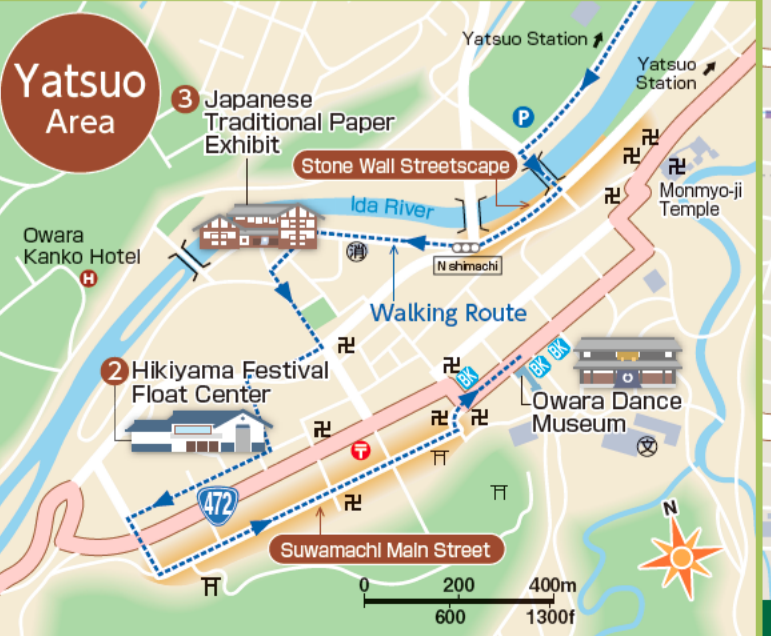 Yatsuo
Area
Yatsuo Station
Yatsuo
Station
3 Japanese
Traditional Paper
Exhibit
P
Stone Wall Streetscape
Monmyo-ji
Temple
Ida River
Owara
Kanko Hotel
H
消
Nishimachi
Walking Route
2 Hikiyama Festival
Float Center
BK
BK
BK
Owara Dance
Museum
文
〒
472
Suwamachi Main Street
N
0 200 400m
600 1300f